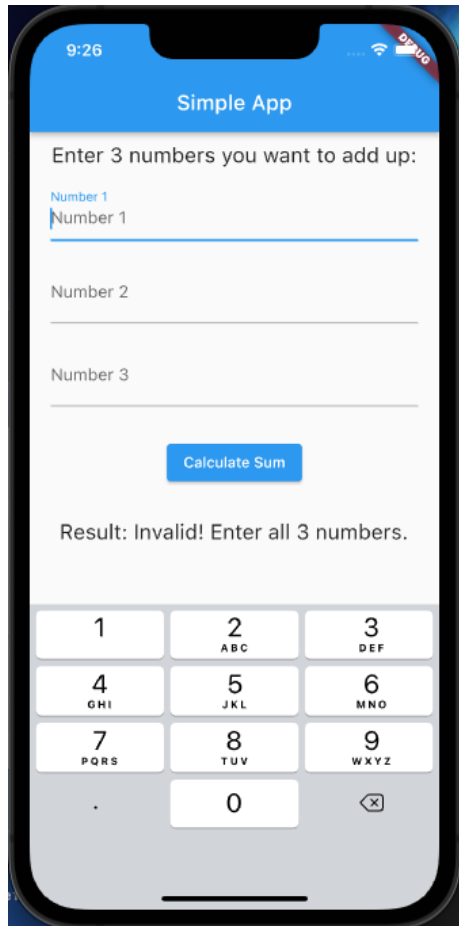 9:26
DEBUG
Simple App
Enter 3 numbers you want to add up:
Number 1
Number 1
Number 2
Number 3
Calculate Sum
Result: Invalid! Enter all 3 numbers.
1 2 3
ABC DEF
4 5 6
GHI JKL MNO
7 8 9
PQRS TUV WXYZ
. 0